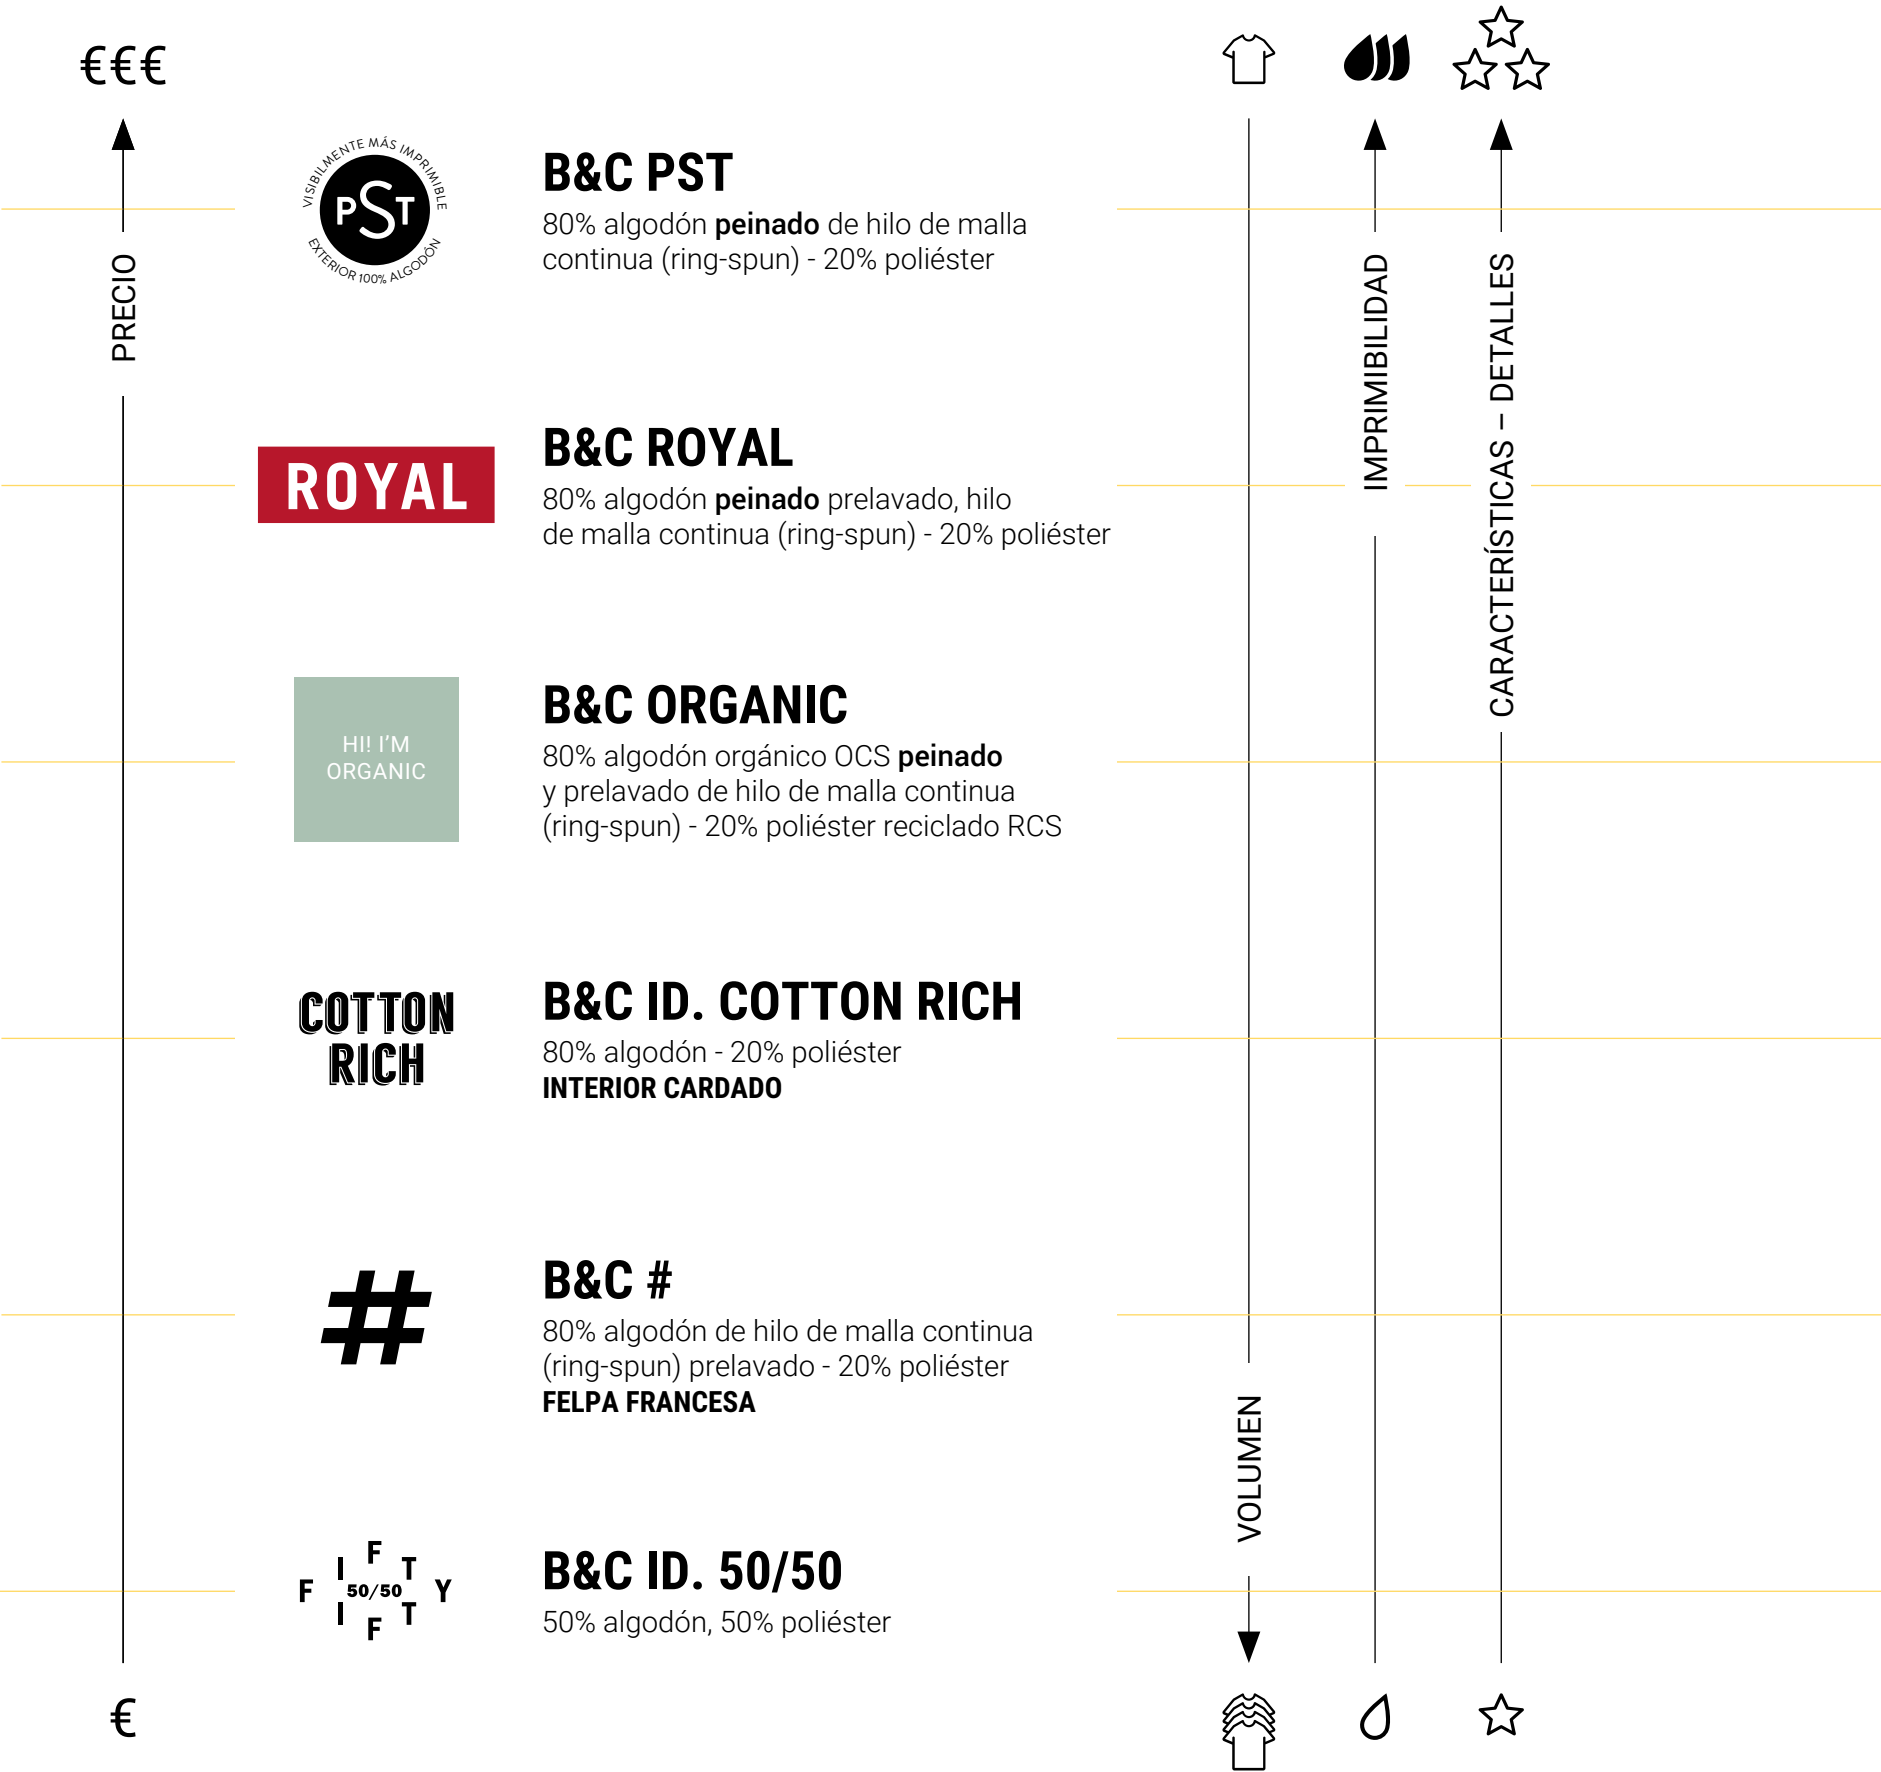 €€€
PRECIO
€
VISIBILMENTE MÁS IMPRIMIBLE
PST
EXTERIOR 100% ALGODÓN
B&C PST
80% algodón peinado de hilo de malla
continua (ring-spun) - 20% poliéster
ROYAL
B&C ROYAL
80% algodón peinado prelavado, hilo
de malla continua (ring-spun) - 20% poliéster
HI! I'M
ORGANIC
B&C ORGANIC
80% algodón orgánico OCS peinado
y prelavado de hilo de malla continua
(ring-spun) - 20% poliéster reciclado RCS
COTTON
RICH
B&C ID. COTTON RICH
80% algodón - 20% poliéster
INTERIOR CARDADO
#
B&C #
80% algodón de hilo de malla continua
(ring-spun) prelavado - 20% poliéster
FELPA FRANCESA
FIFTY
50/50
FIFTY
B&C ID. 50/50
50% algodón, 50% poliéster
VOLUMEN
IMPRIMIBILIDAD
CARACTERÍSTICAS – DETALLES